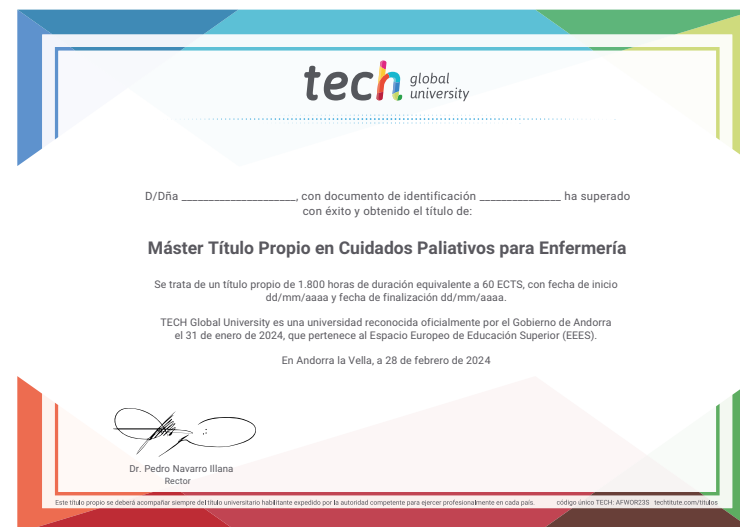 tech global university
D/Dña ______________________, con documento de identificación ________________ ha superado
con éxito y obtenido el título de:
Máster Título Propio en Cuidados Paliativos para Enfermería
Se trata de un título propio de 1.800 horas de duración equivalente a 60 ECTS, con fecha de inicio
dd/mm/aaaa y fecha de finalización dd/mm/aaaa.
TECH Global University es una universidad reconocida oficialmente por el Gobierno de Andorra
el 31 de enero de 2024, que pertenece al Espacio Europeo de Educación Superior (EEES).
En Andorra la Vella, a 28 de febrero de 2024
Dr. Pedro Navarro Illana
Rector
Este título propio se deberá acompañar siempre del título universitario habilitante expedido por la autoridad competente para ejercer profesionalmente en cada país. código único TECH: AFWOR23S techtitute.com/titulos